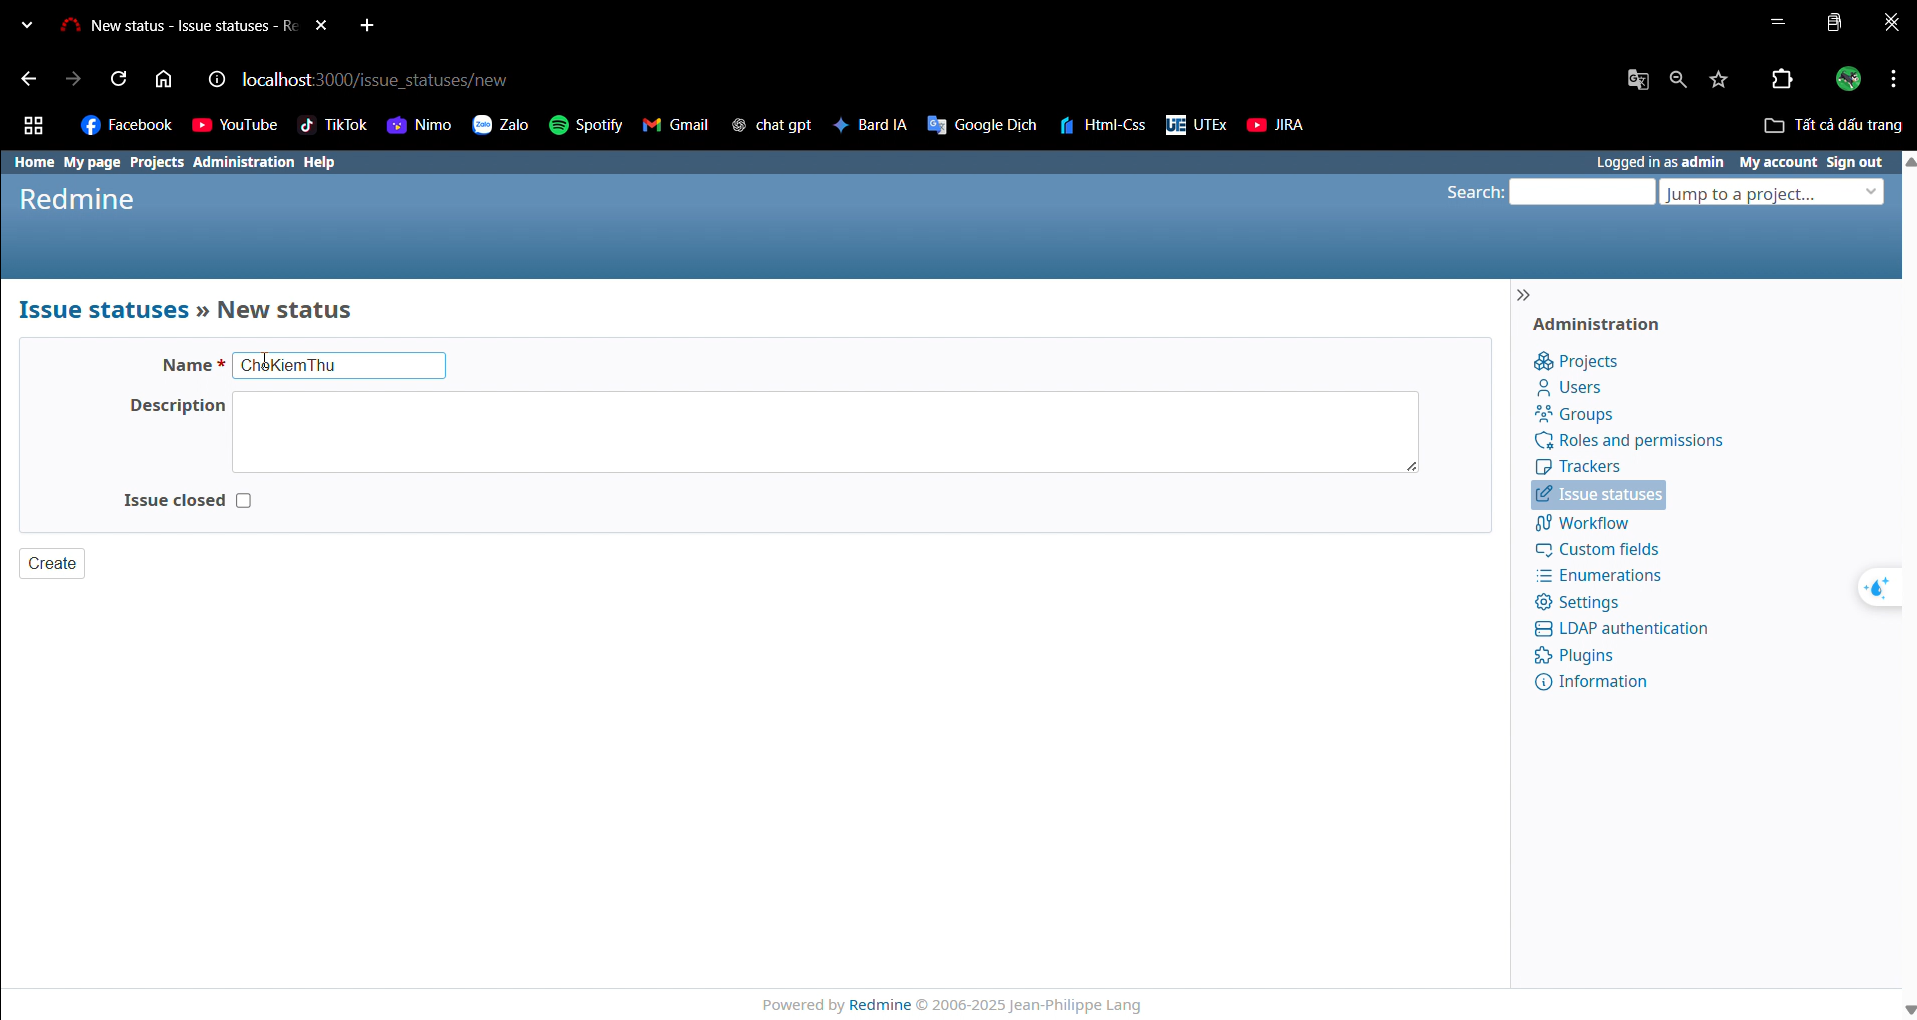 New status - Issue statuses - Re
localhost:3000/issue_statuses/new
Facebook YouTube TikTok Nimo Zalo Spotify Gmail chat gpt Bard IA Google Dịch Html-Css UTEx JIRA Tất cả dấu trang
Home My page Projects Administration Help Logged in as admin My account Sign out
Redmine Search: Jump to a project...
Issue statuses » New status
Name * ChoKiemThu
Description
Issue closed
Create
Administration
Projects
Users
Groups
Roles and permissions
Trackers
Issue statuses
Workflow
Custom fields
Enumerations
Settings
LDAP authentication
Plugins
Information
Powered by Redmine © 2006-2025 Jean-Philippe Lang